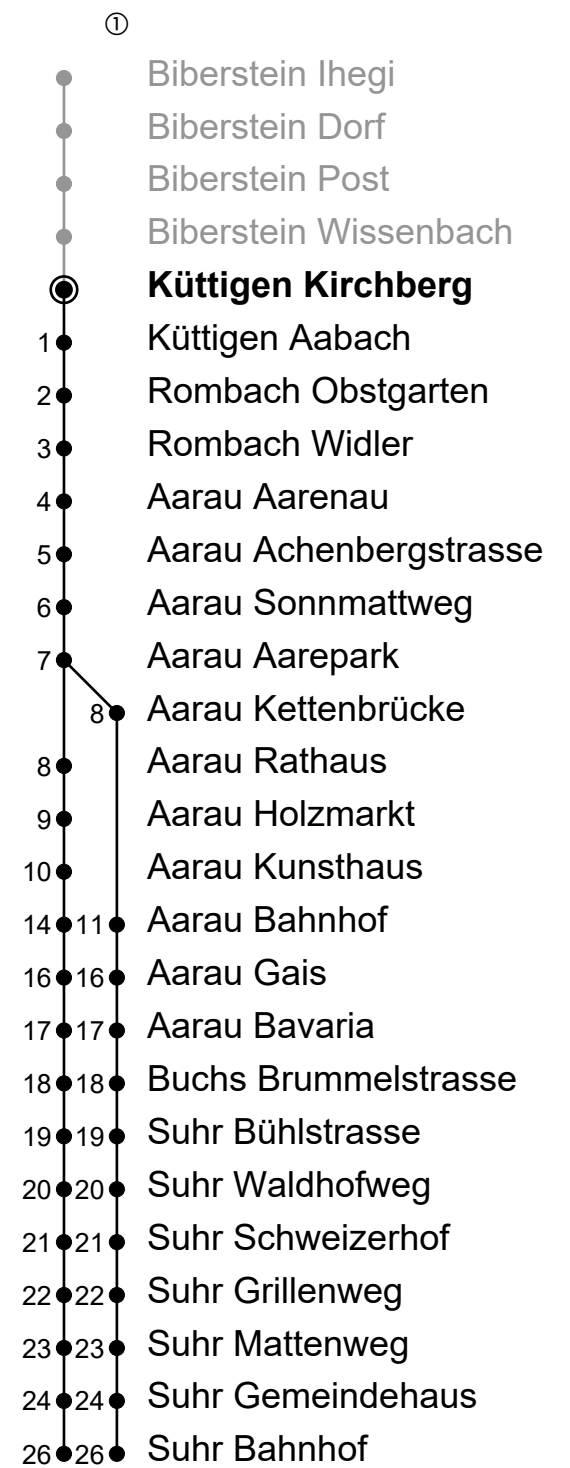 ①
Biberstein Ihegi
Biberstein Dorf
Biberstein Post
Biberstein Wissenbach
Küttigen Kirchberg
1 Küttigen Aabach
2 Rombach Obstgarten
3 Rombach Widler
4 Aarau Aarenau
5 Aarau Achenbergstrasse
6 Aarau Sonnmattweg
7 Aarau Aarepark
8 Aarau Kettenbrücke
8 Aarau Rathaus
9 Aarau Holzmarkt
10 Aarau Kunsthaus
14 11 Aarau Bahnhof
16 16 Aarau Gais
17 17 Aarau Bavaria
18 18 Buchs Brummelstrasse
19 19 Suhr Bühlstrasse
20 20 Suhr Waldhofweg
21 21 Suhr Schweizerhof
22 22 Suhr Grillenweg
23 23 Suhr Mattenweg
24 24 Suhr Gemeindehaus
26 26 Suhr Bahnhof